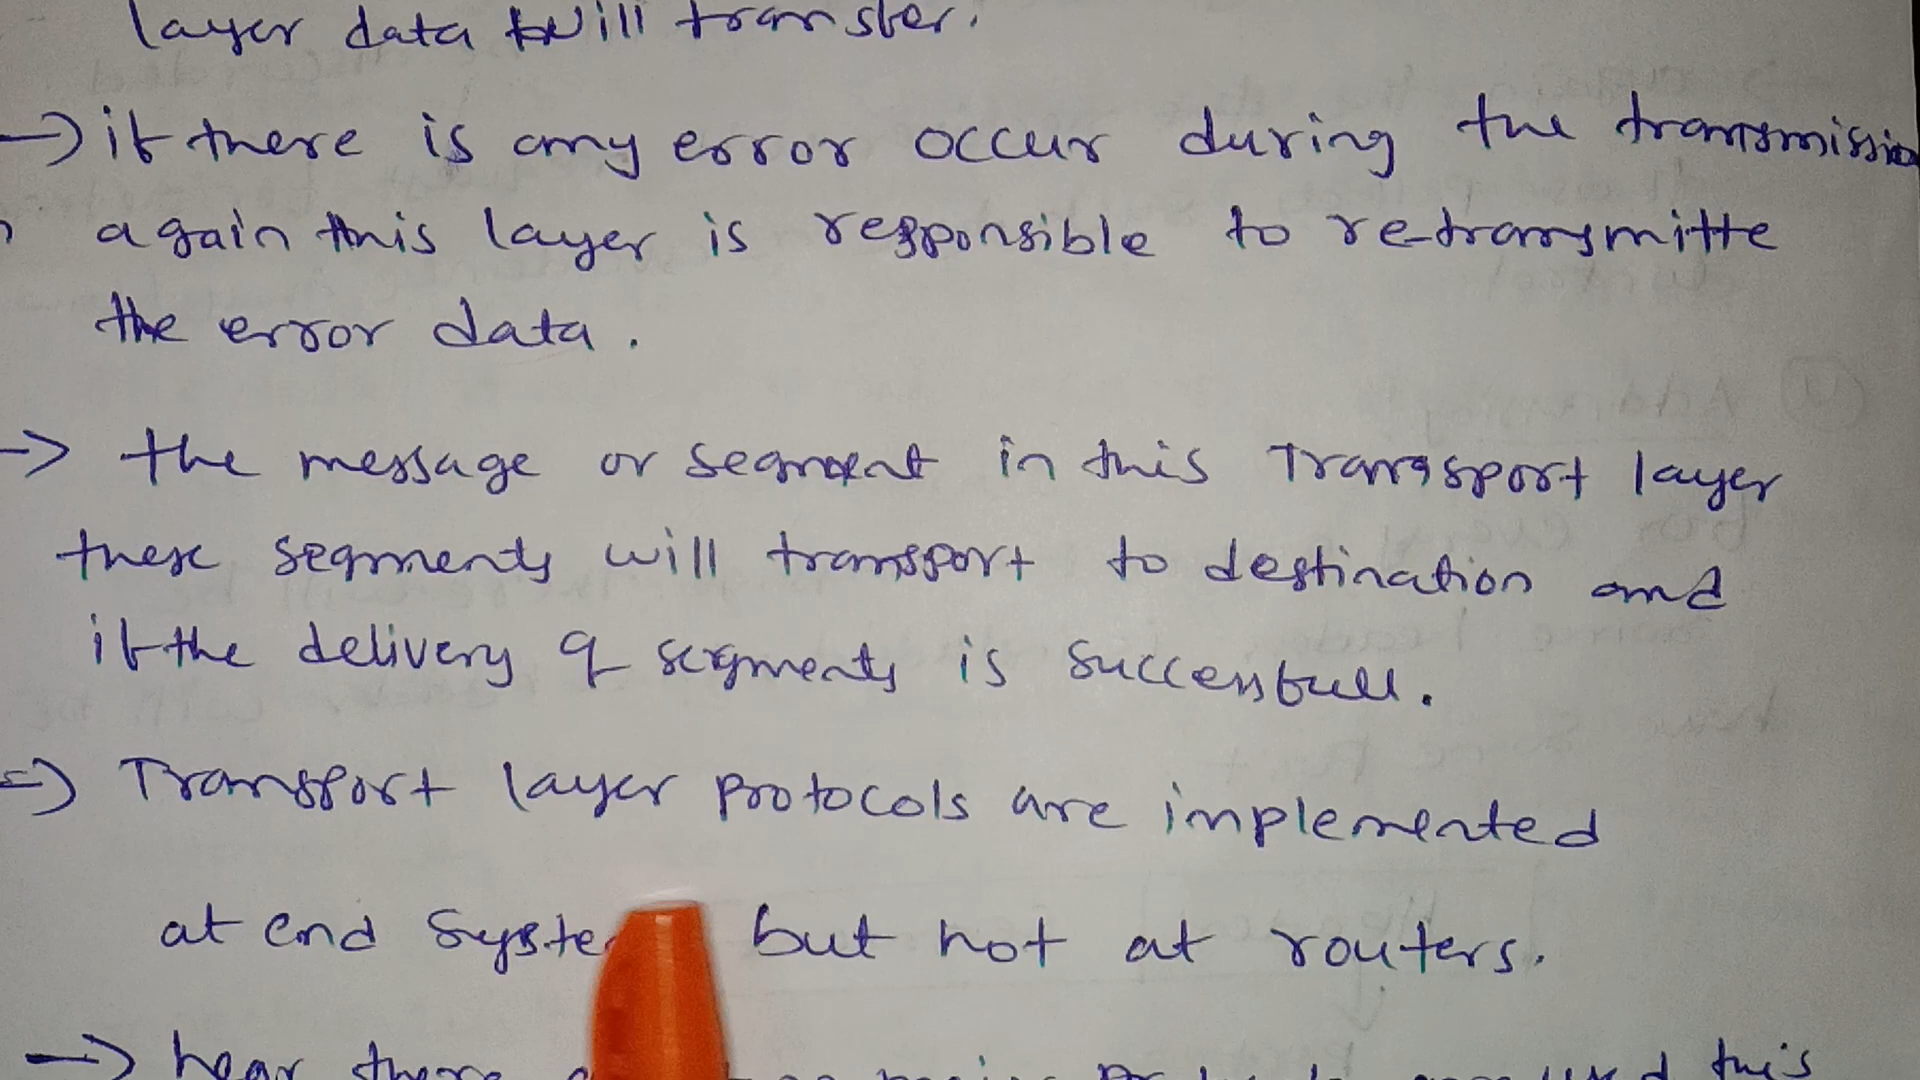 layer data will transfer.
→ if there is any error occur during the transmission
again this layer is responsible to re-transmitte
the error data.
→ the message or segment in this Transport layer
these segments will transport to destination and
if the delivery of segments is successfull.
⇒ Transport layer protocols are implemented
at end syste but not at routers.
→ hear there this